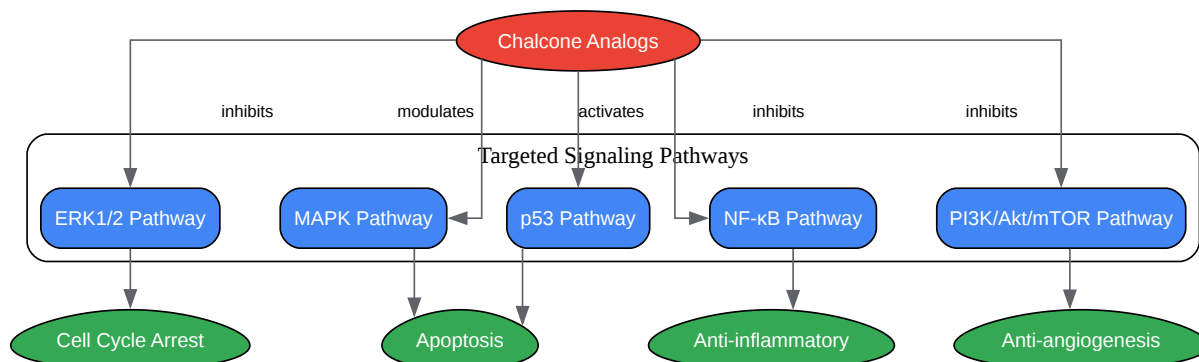 Chalcone Analogs
inhibits
modulates
activates
inhibits
inhibits
Targeted Signaling Pathways
ERK1/2 Pathway
MAPK Pathway
p53 Pathway
NF-κB Pathway
PI3K/Akt/mTOR Pathway
Cell Cycle Arrest
Apoptosis
Anti-inflammatory
Anti-angiogenesis